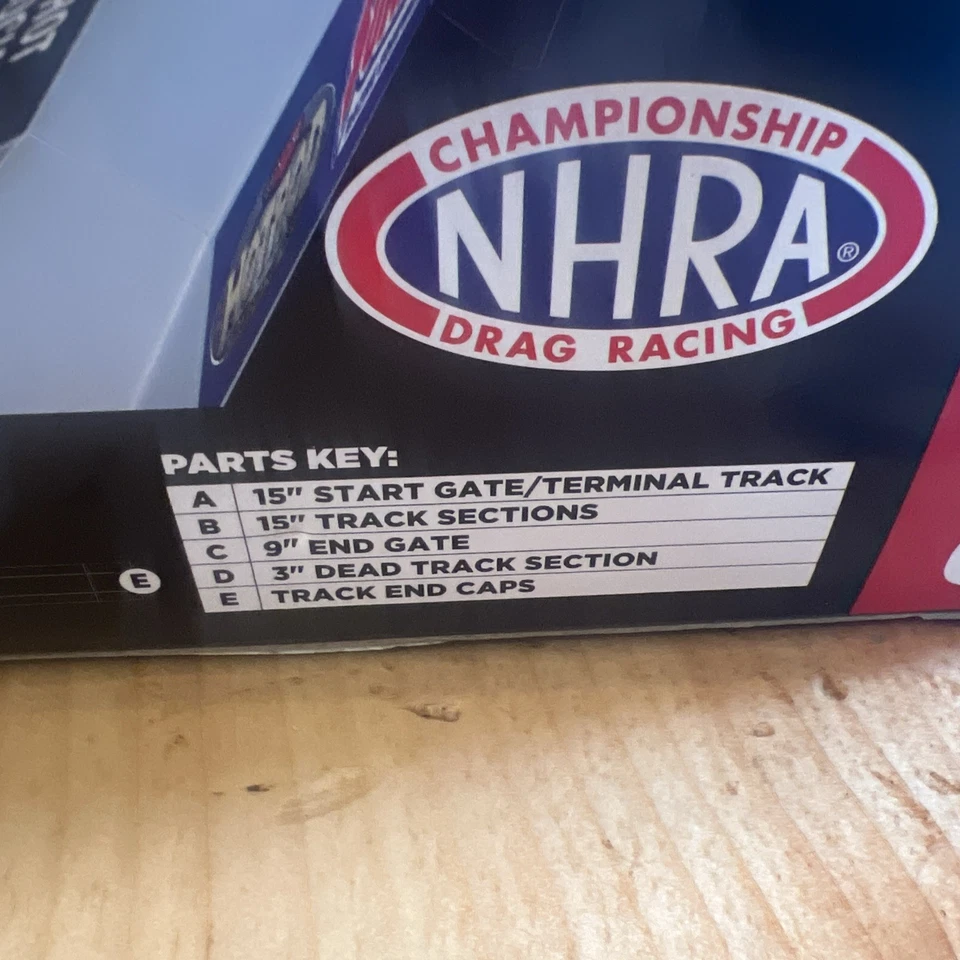 CHAMPIONSHIP
NHRA®
DRAG RACING
PARTS KEY:
A 15" START GATE/TERMINAL TRACK
B 15" TRACK SECTIONS
C 9" END GATE
D 3" DEAD TRACK SECTION
E TRACK END CAPS
E